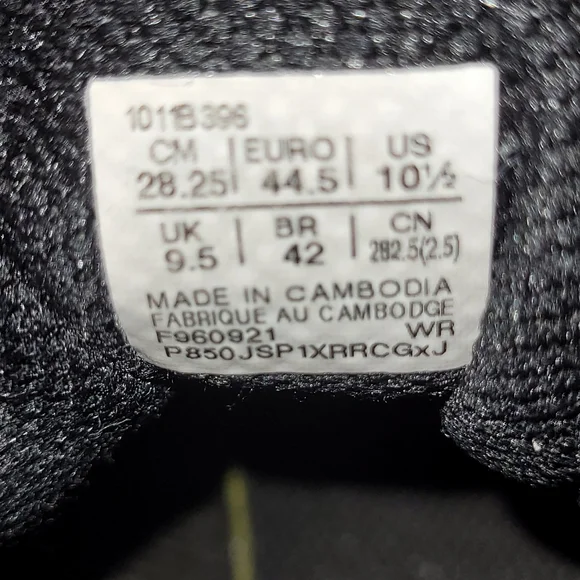 1011B396
CM | EURO | US
28.25 | 44.5 | 10½
UK | BR | CN
9.5 | 42 | 282.5(2.5)
MADE IN CAMBODIA
FABRIQUE AU CAMBODGE
F960921 WR
P850JSP1XRRCGxJ